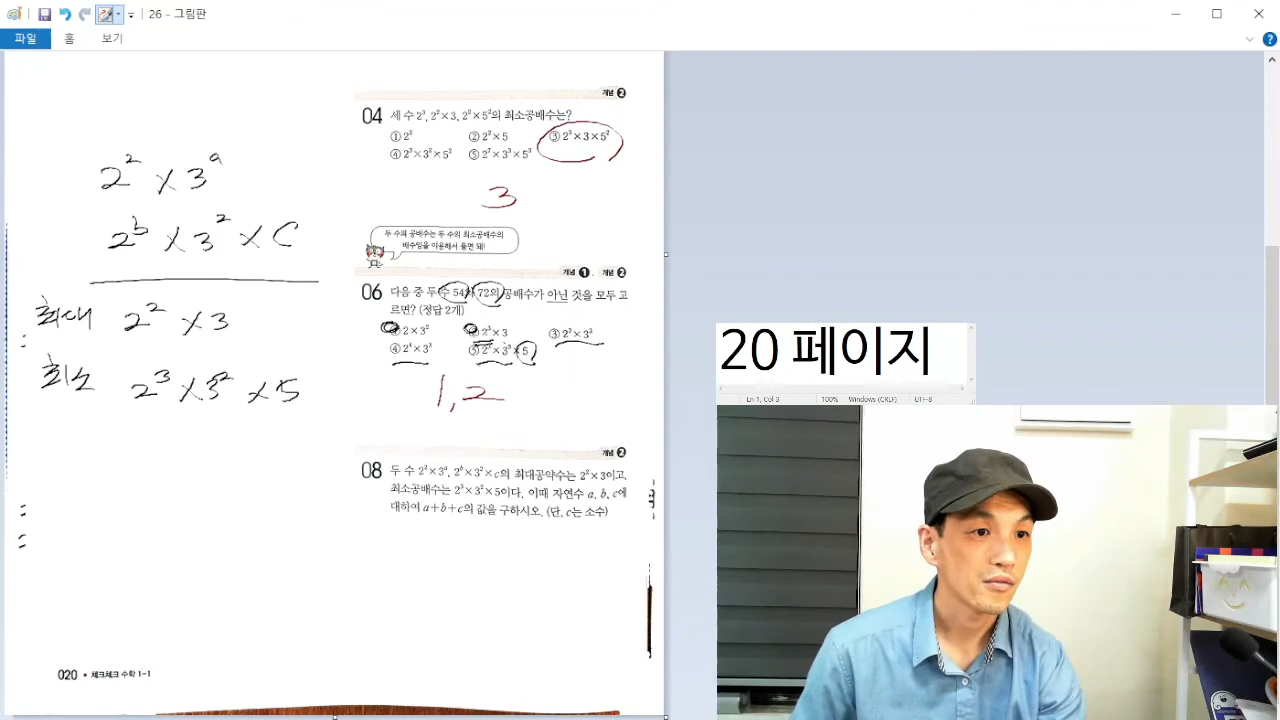 26 - 그림판
파일 홈 보기
개념 2
04 세 수 2³, 2²×3, 2²×5²의 최소공배수는?
① 2² ② 2²×5 ③ 2³×3×5²
④ 2³×3²×5² ⑤ 2⁷×3³×5³
3
두 수의 공배수는 두 수의 최소공배수의
배수임을 이용해서 풀면 돼!
개념 1, 개념 2
06 다음 중 두 수 54와 72의 공배수가 아닌 것을 모두 고
르면? (정답 2개)
2×3² 2³×3 ③ 2³×3³
④ 2⁴×3³ ⑤ ×3³×5
1, 2
개념 2
08 두 수 2²×3ᵃ, 2ᵇ×3²×c의 최대공약수는 2²×3이고,
최소공배수는 2³×3²×5이다. 이때 자연수 a, b, c에
대하여 a+b+c의 값을 구하시오. (단, c는 소수)
2² × 3ᵃ
2ᵇ × 3² × C
최대 2² × 3
최소 2³ × 3² × 5
020 • 체크체크 수학 1-1
20 페이지
Ln 1, Col 3 100% Windows (CRLF) UTF-8